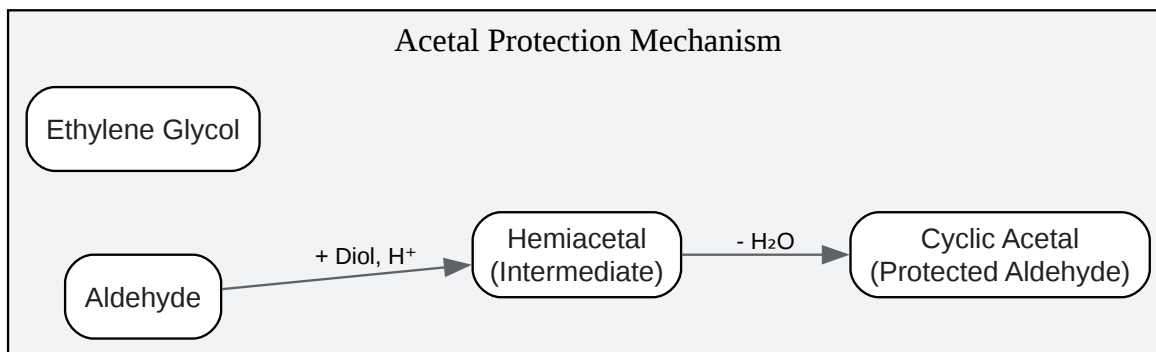 Acetal Protection Mechanism
Ethylene Glycol
Aldehyde
+ Diol, H⁺
Hemiacetal
(Intermediate)
- H₂O
Cyclic Acetal
(Protected Aldehyde)